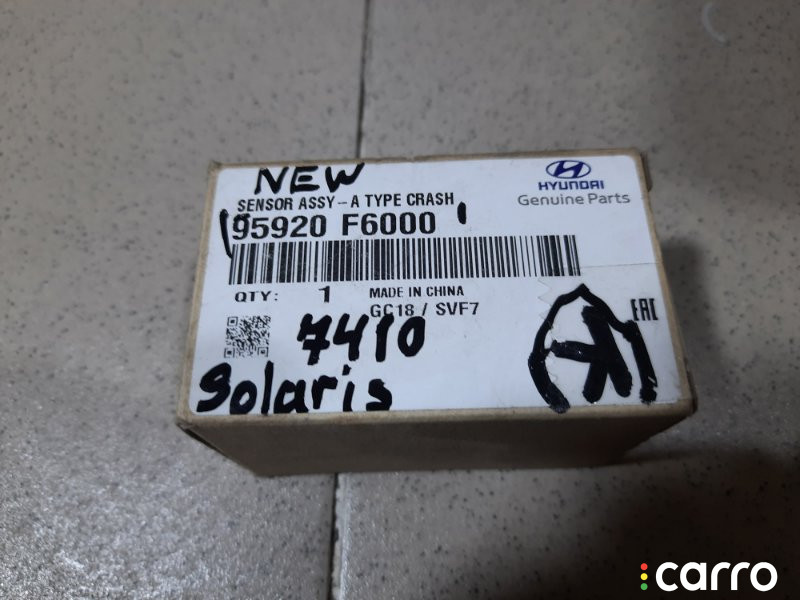 NEW
HYUNDAI
Genuine Parts
SENSOR ASSY-A TYPE CRASH
95920 F6000
QTY: 1 MADE IN CHINA
GC18 / SVF7
EAC
7410
Solaris
K
carro